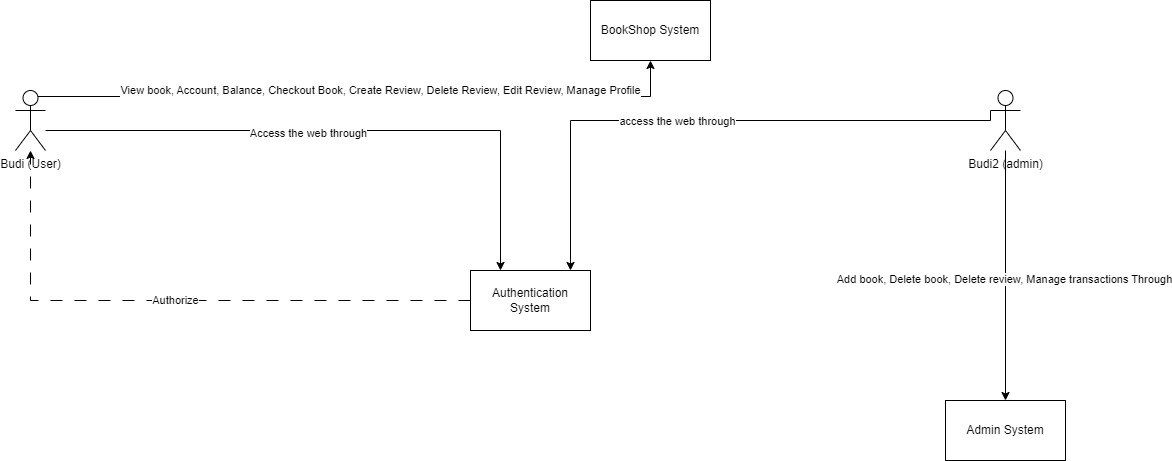 BookShop System
View book, Account, Balance, Checkout Book, Create Review, Delete Review, Edit Review, Manage Profile
access the web through
Access the web through
Budi (User)
Budi2 (admin)
Add book, Delete book, Delete review, Manage transactions Through
Authentication
System
Authorize
Admin System